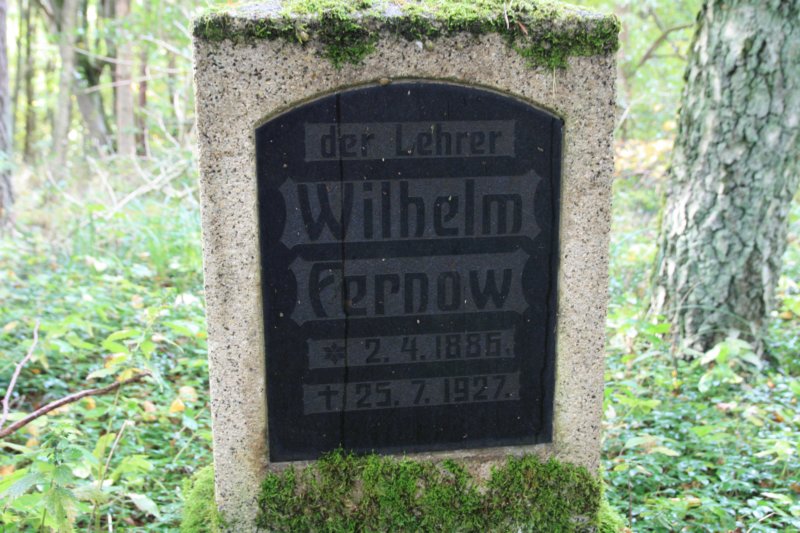 der Lehrer
Wilhelm
Fernow
* 2. 4. 1886.
† 25. 7. 1927.